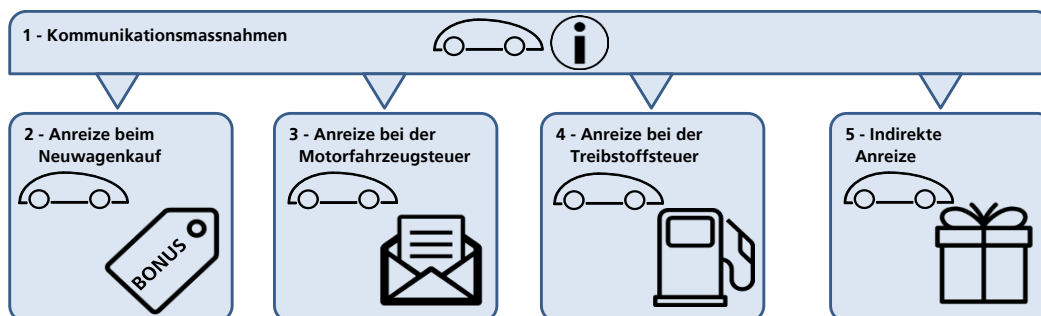 1 - Kommunikationsmassnahmen
i
2 - Anreize beim
Neuwagenkauf
BONUS
3 - Anreize bei der
Motorfahrzeugsteuer
4 - Anreize bei der
Treibstoffsteuer
5 - Indirekte
Anreize